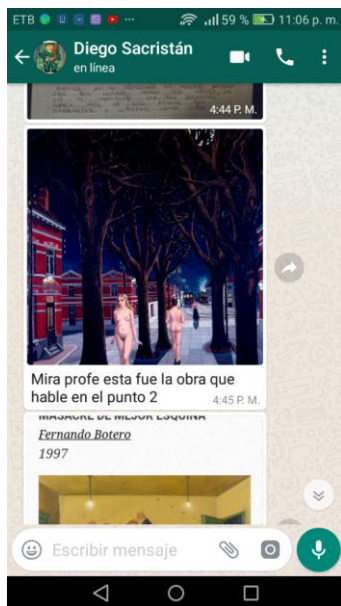 ETB 59 % 11:06 p. m.
Diego Sacristán
en línea
4:44 P. M.
Mira profe esta fue la obra que
hable en el punto 2 4:45 P. M.
MASACRE DE MEJOR ESQUINA
Fernando Botero
1997
Escribir mensaje